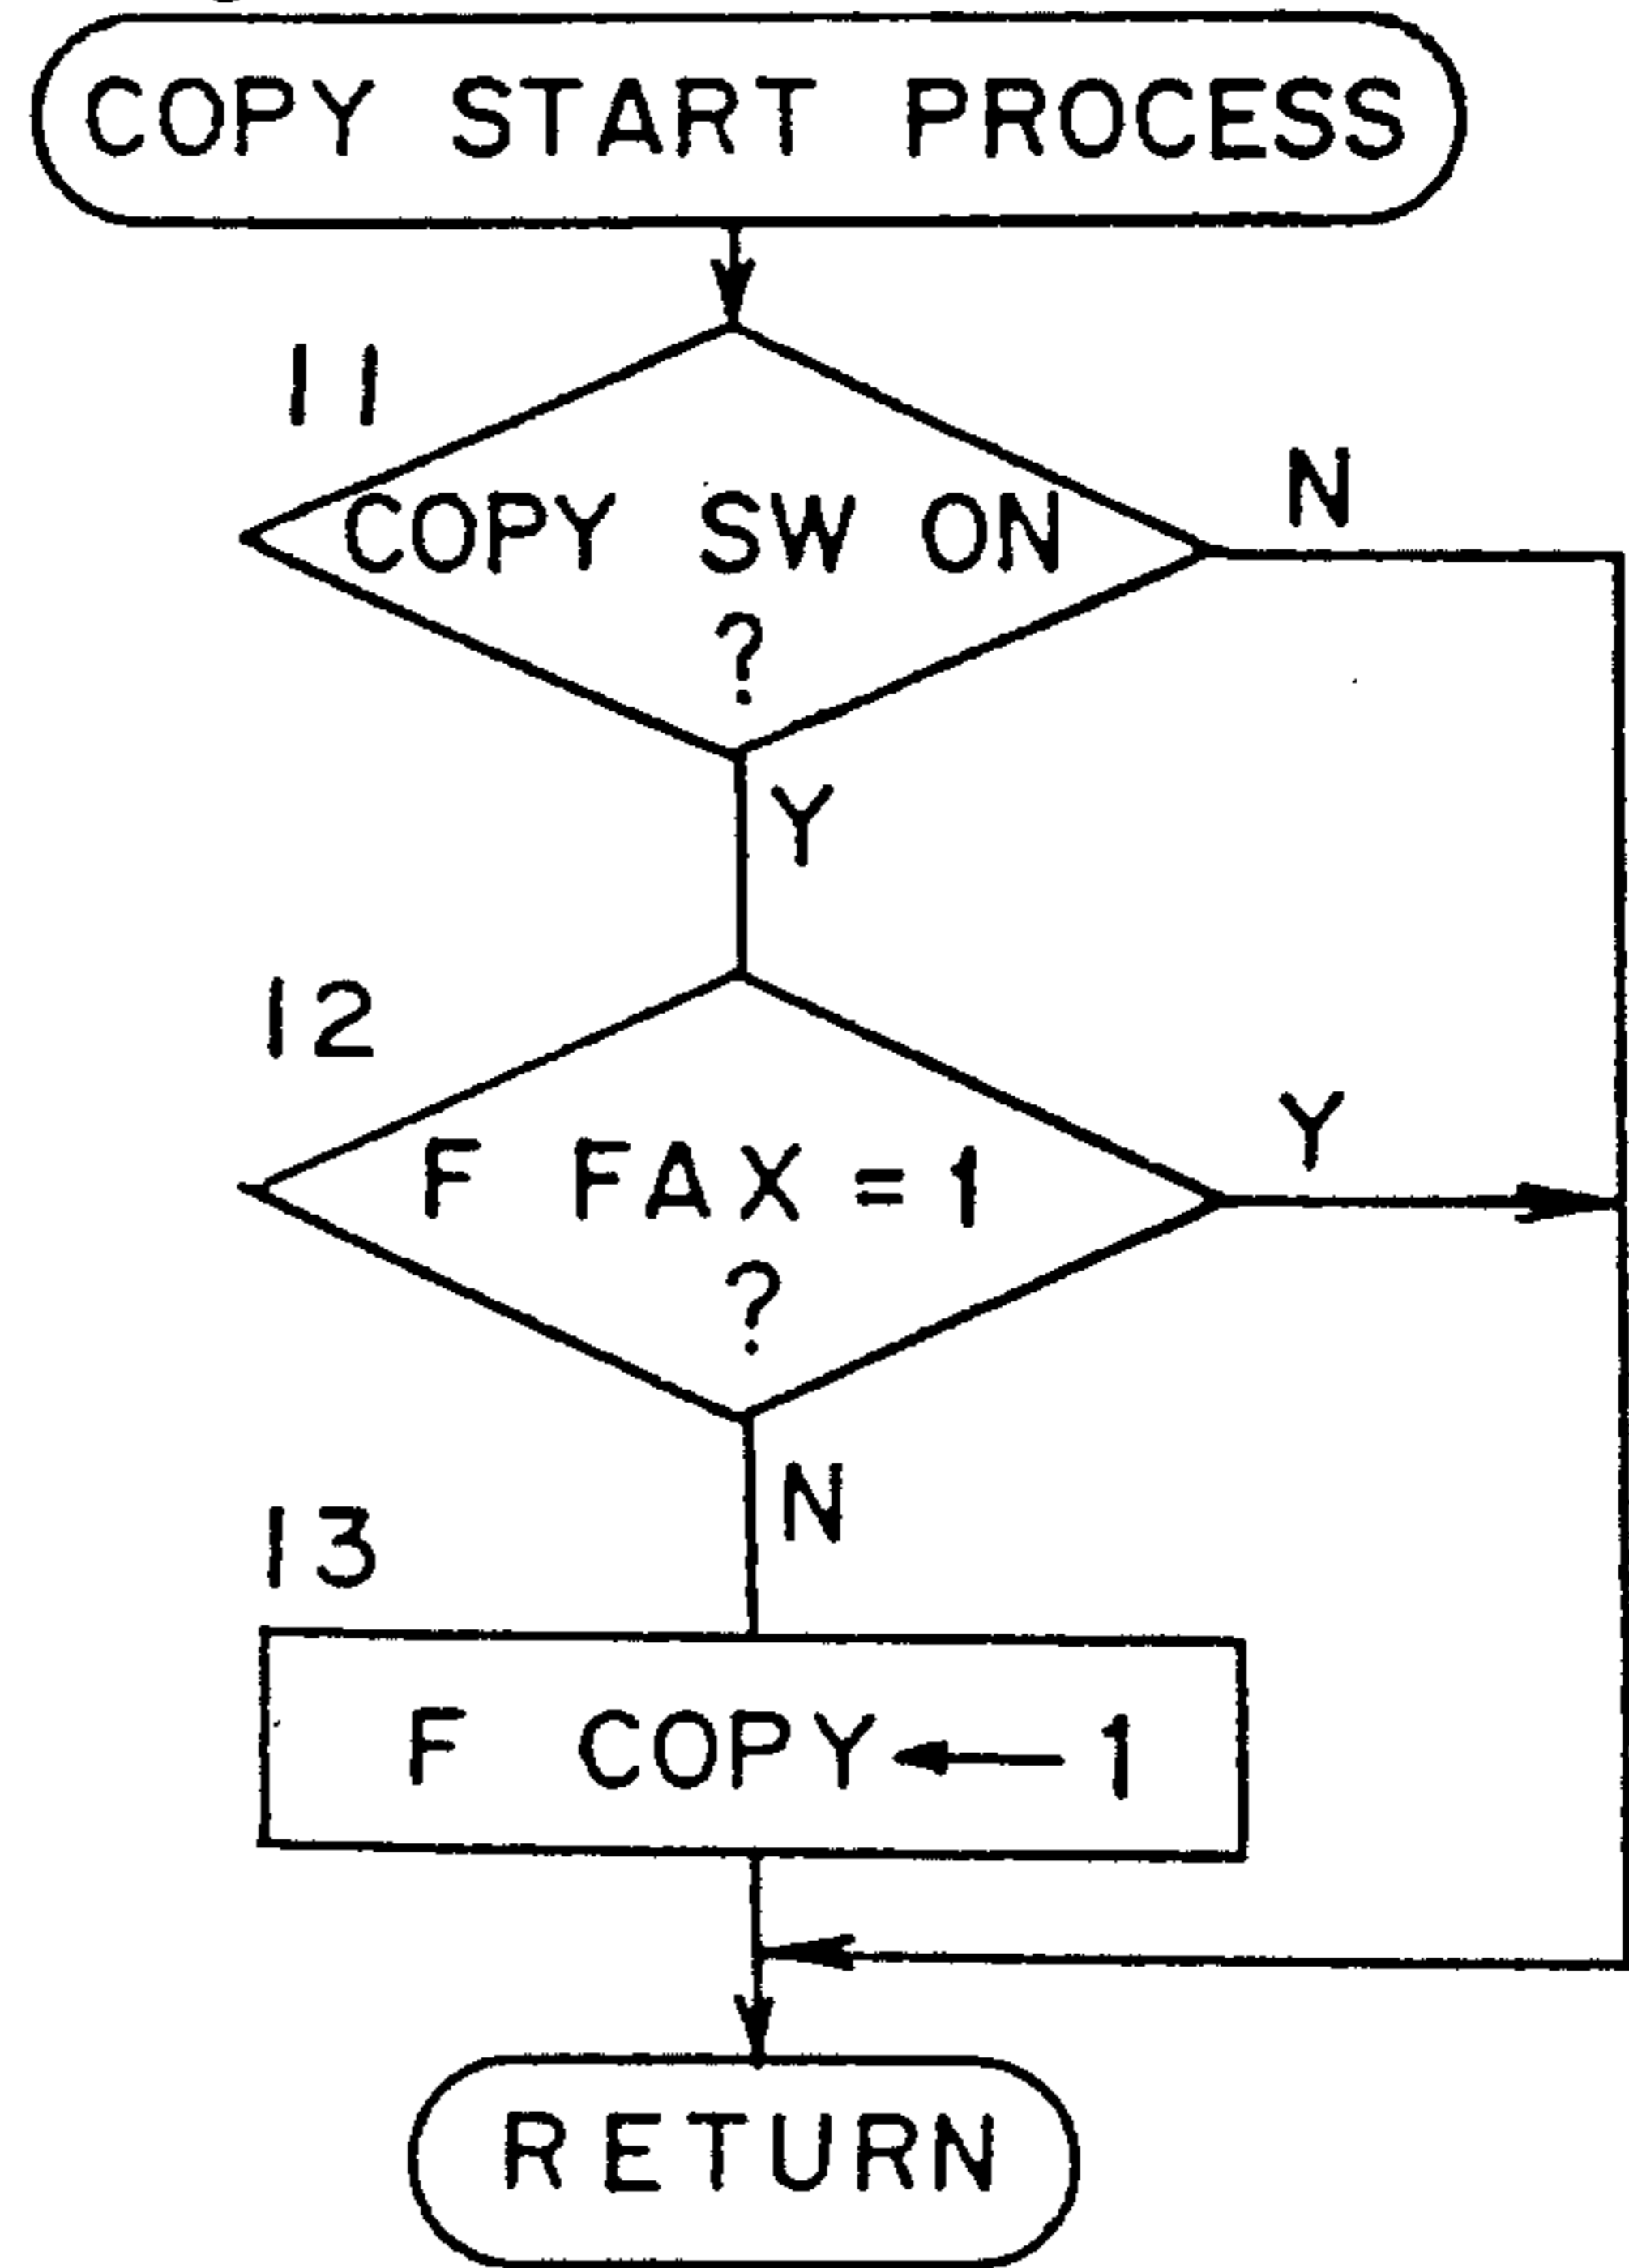 COPY START PROCESS
11
COPY SW ON
?
N
Y
12
F FAX = 1
?
Y
N
13
F COPY ← 1
RETURN